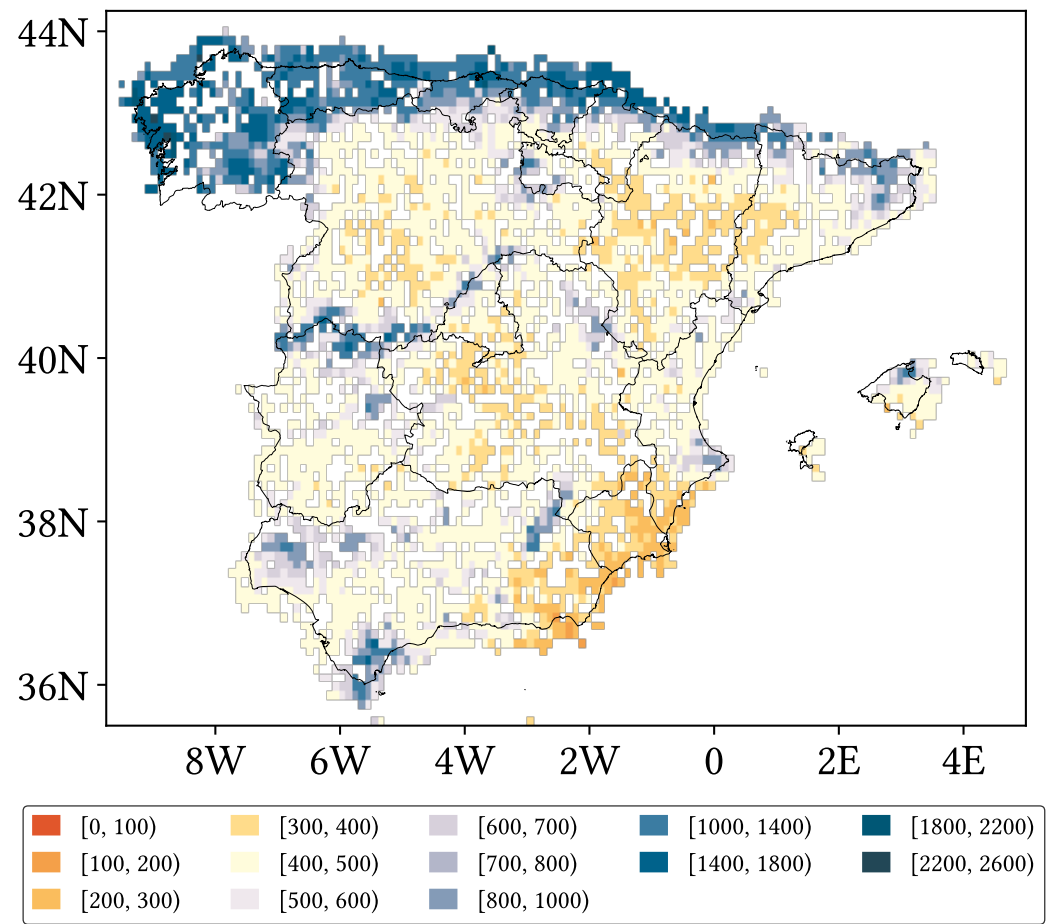 44N
42N
40N
38N
36N
8W 6W 4W 2W 0 2E 4E
[0, 100) [300, 400) [600, 700) [1000, 1400) [1800, 2200)
[100, 200) [400, 500) [700, 800) [1400, 1800) [2200, 2600)
[200, 300) [500, 600) [800, 1000)